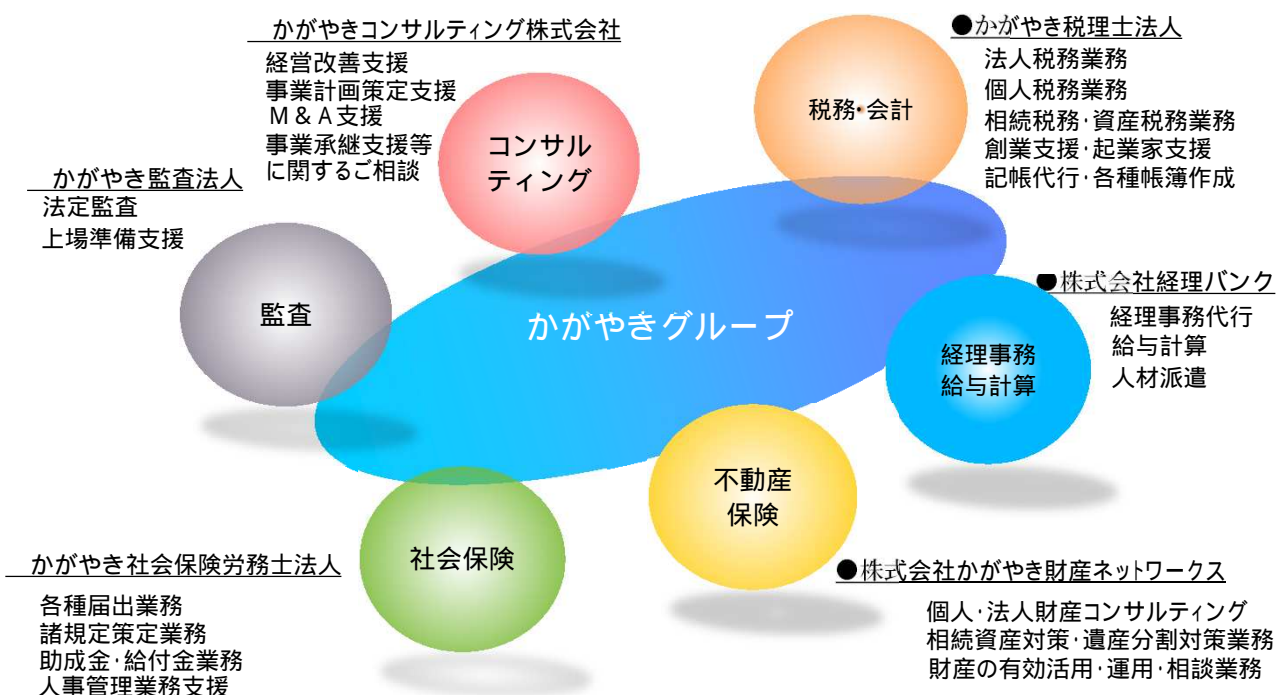 かがやきコンサルティング株式会社
経営改善支援
事業計画策定支援
M&A支援
事業承継支援等
に関するご相談
●かがやき税理士法人
法人税務業務
個人税務業務
相続税務・資産税務業務
創業支援・起業家支援
記帳代行・各種帳簿作成
税務・会計
コンサル
ティング
かがやき監査法人
法定監査
上場準備支援
監査
かがやきグループ
●株式会社経理バンク
経理事務代行
給与計算
人材派遣
経理事務
給与計算
不動産
保険
社会保険
かがやき社会保険労務士法人
各種届出業務
諸規定策定業務
助成金・給付金業務
人事管理業務支援
●株式会社かがやき財産ネットワークス
個人・法人財産コンサルティング
相続資産対策・遺産分割対策業務
財産の有効活用・運用・相談業務